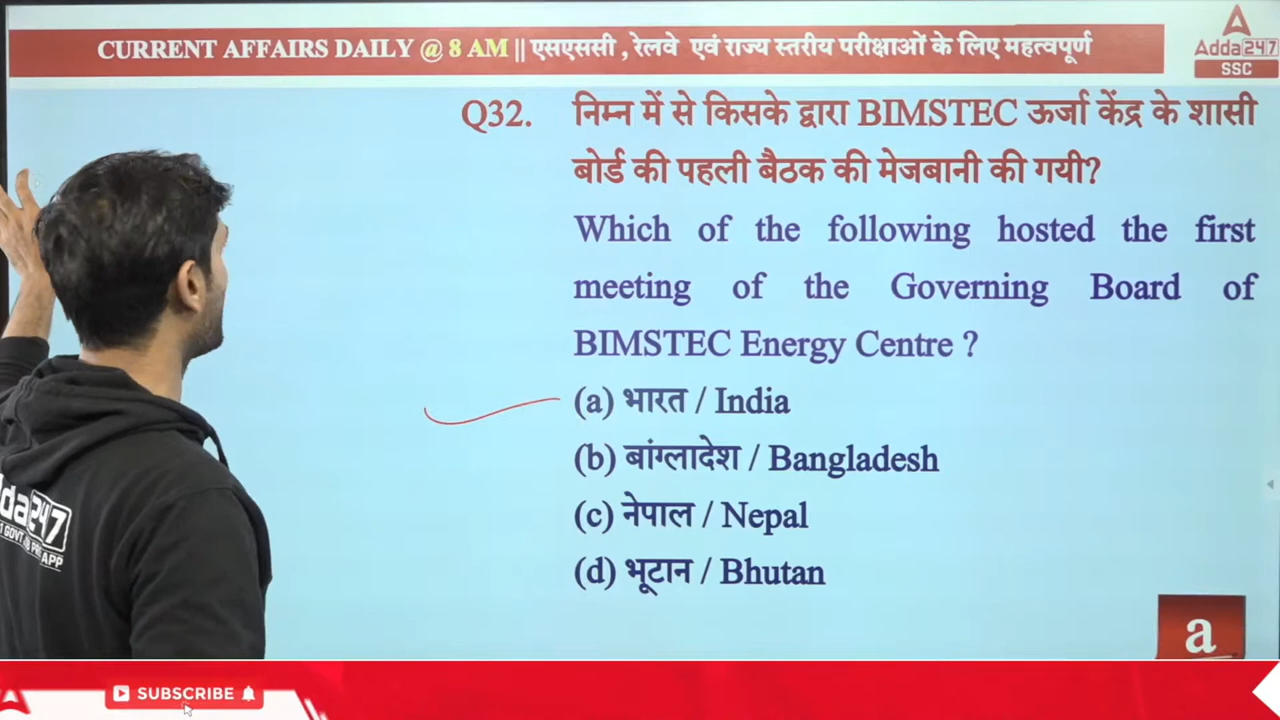 CURRENT AFFAIRS DAILY @ 8 AM || एसएससी , रेलवे एवं राज्य स्तरीय परीक्षाओं के लिए महत्वपूर्ण
Adda247
SSC
Q32. निम्न में से किसके द्वारा BIMSTEC ऊर्जा केंद्र के शासी
बोर्ड की पहली बैठक की मेजबानी की गयी?
Which of the following hosted the first
meeting of the Governing Board of
BIMSTEC Energy Centre ?
(a) भारत / India
(b) बांग्लादेश / Bangladesh
(c) नेपाल / Nepal
(d) भूटान / Bhutan
a
da247
APP
SUBSCRIBE